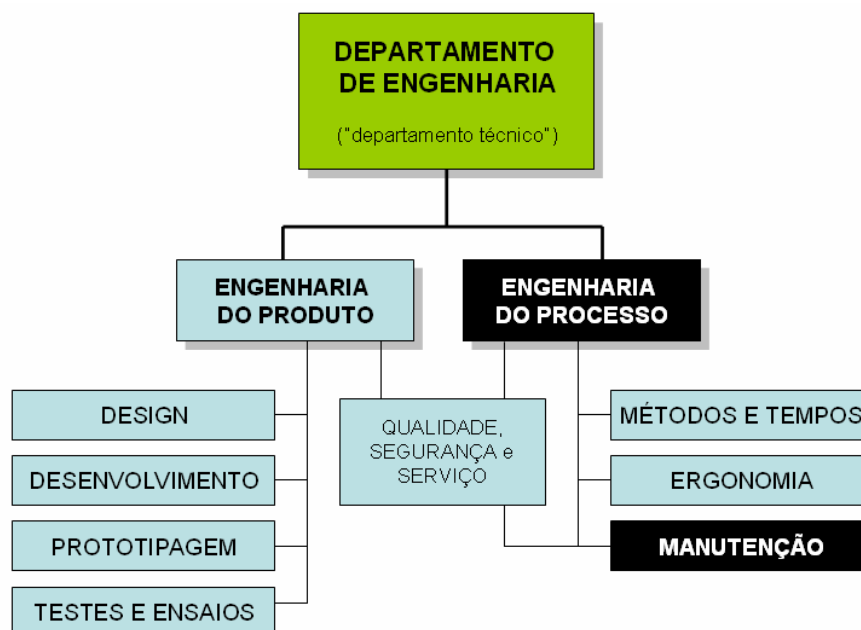 DEPARTAMENTO
DE ENGENHARIA
("departamento técnico")
ENGENHARIA
DO PRODUTO
ENGENHARIA
DO PROCESSO
DESIGN
DESENVOLVIMENTO
PROTOTIPAGEM
TESTES E ENSAIOS
QUALIDADE,
SEGURANÇA e
SERVIÇO
MÉTODOS E TEMPOS
ERGONOMIA
MANUTENÇÃO